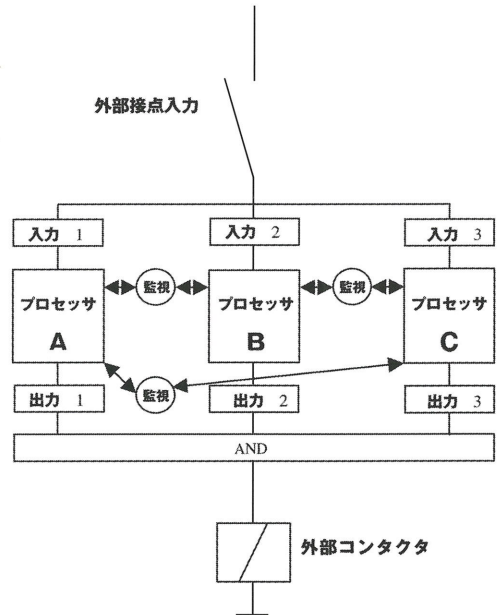 外部接点入力
入力 1
入力 2
入力 3
プロセッサ
A
監視
プロセッサ
B
監視
プロセッサ
C
監視
出力 1
出力 2
出力 3
AND
外部コンタクタ